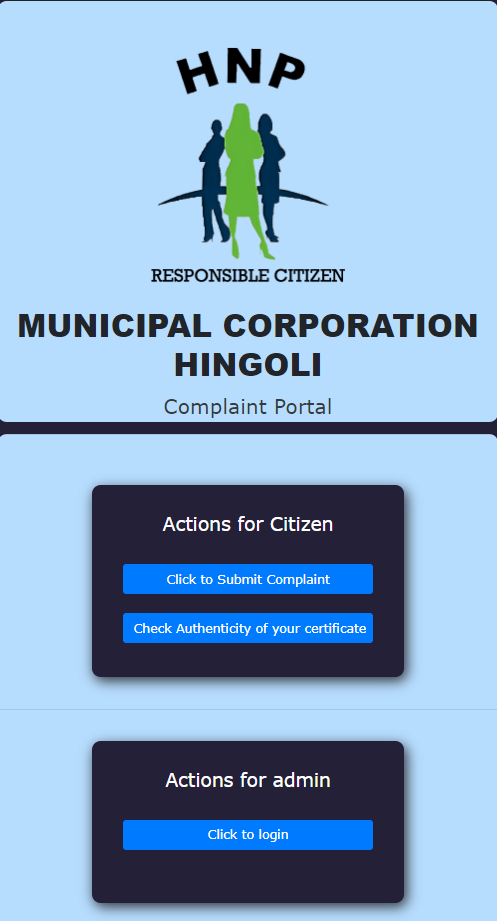 HNP
RESPONSIBLE CITIZEN
MUNICIPAL CORPORATION
HINGOLI
Complaint Portal
Actions for Citizen
Click to Submit Complaint
Check Authenticity of your certificate
Actions for admin
Click to login